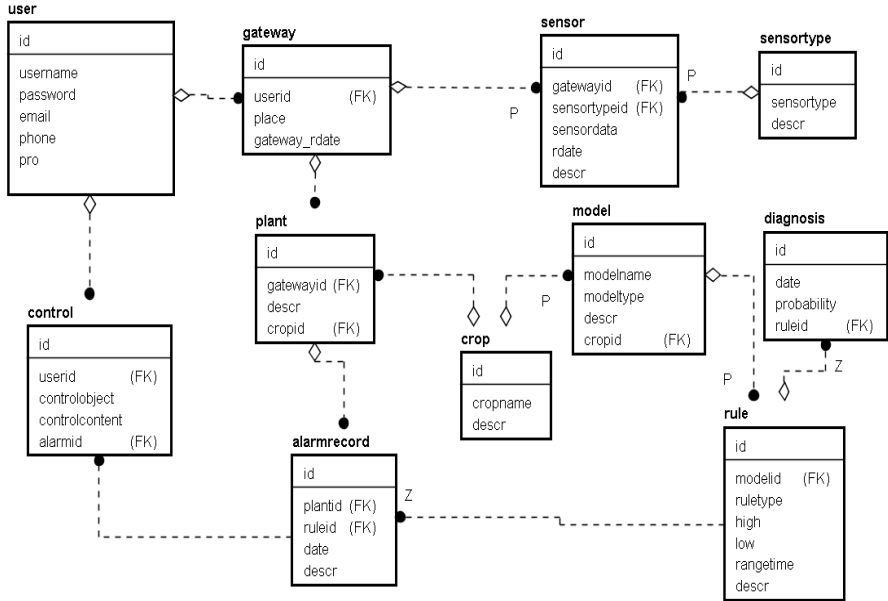 user
id
username
password
email
phone
pro
gateway
id
userid (FK)
place
gateway_rdate
sensor
id
gatewayid (FK)
sensortypeid (FK)
sensordata
rdate
descr
P
P
sensortype
id
sensortype
descr
plant
id
gatewayid (FK)
descr
cropid (FK)
model
id
modelname
modeltype
descr
cropid (FK)
P
diagnosis
id
date
probability
ruleid (FK)
Z
P
control
id
userid (FK)
controlobject
controlcontent
alarmid (FK)
crop
id
cropname
descr
alarmrecord
id
plantid (FK)
ruleid (FK)
date
descr
Z
rule
id
modelid (FK)
ruletype
high
low
rangetime
descr